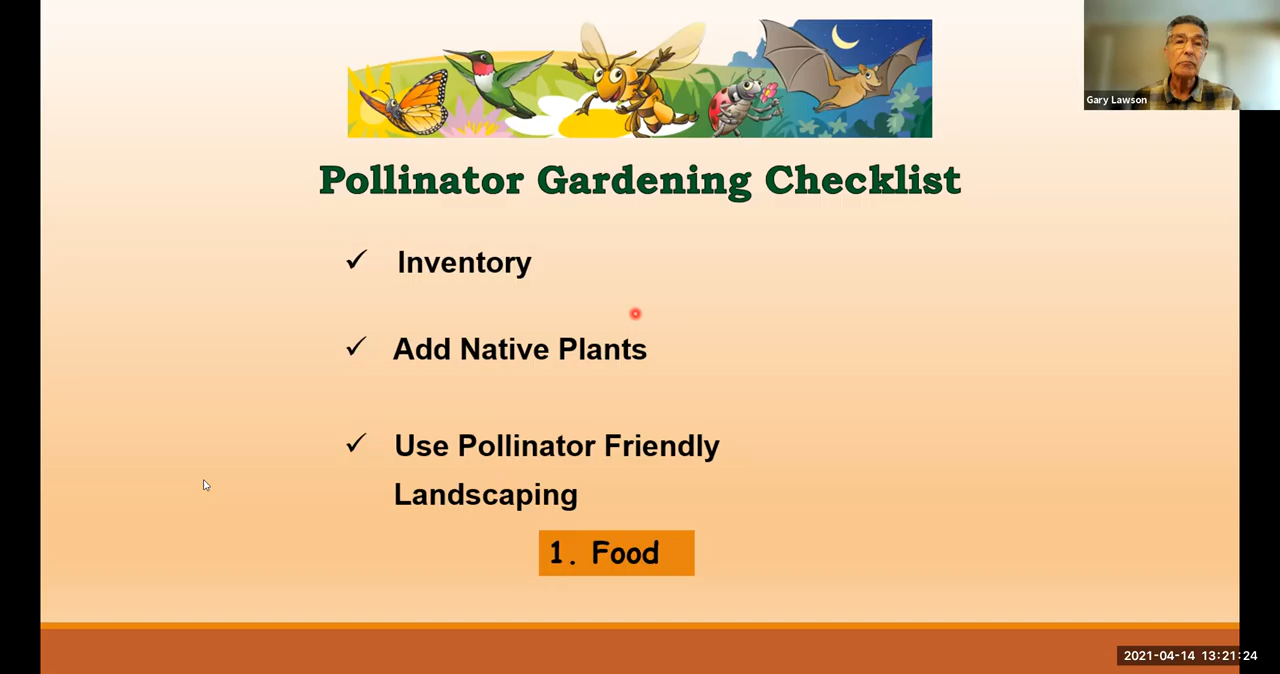 Gary Lawson
Pollinator Gardening Checklist
✓ Inventory
✓ Add Native Plants
✓ Use Pollinator Friendly
Landscaping
1. Food
2021-04-14 13:21:24